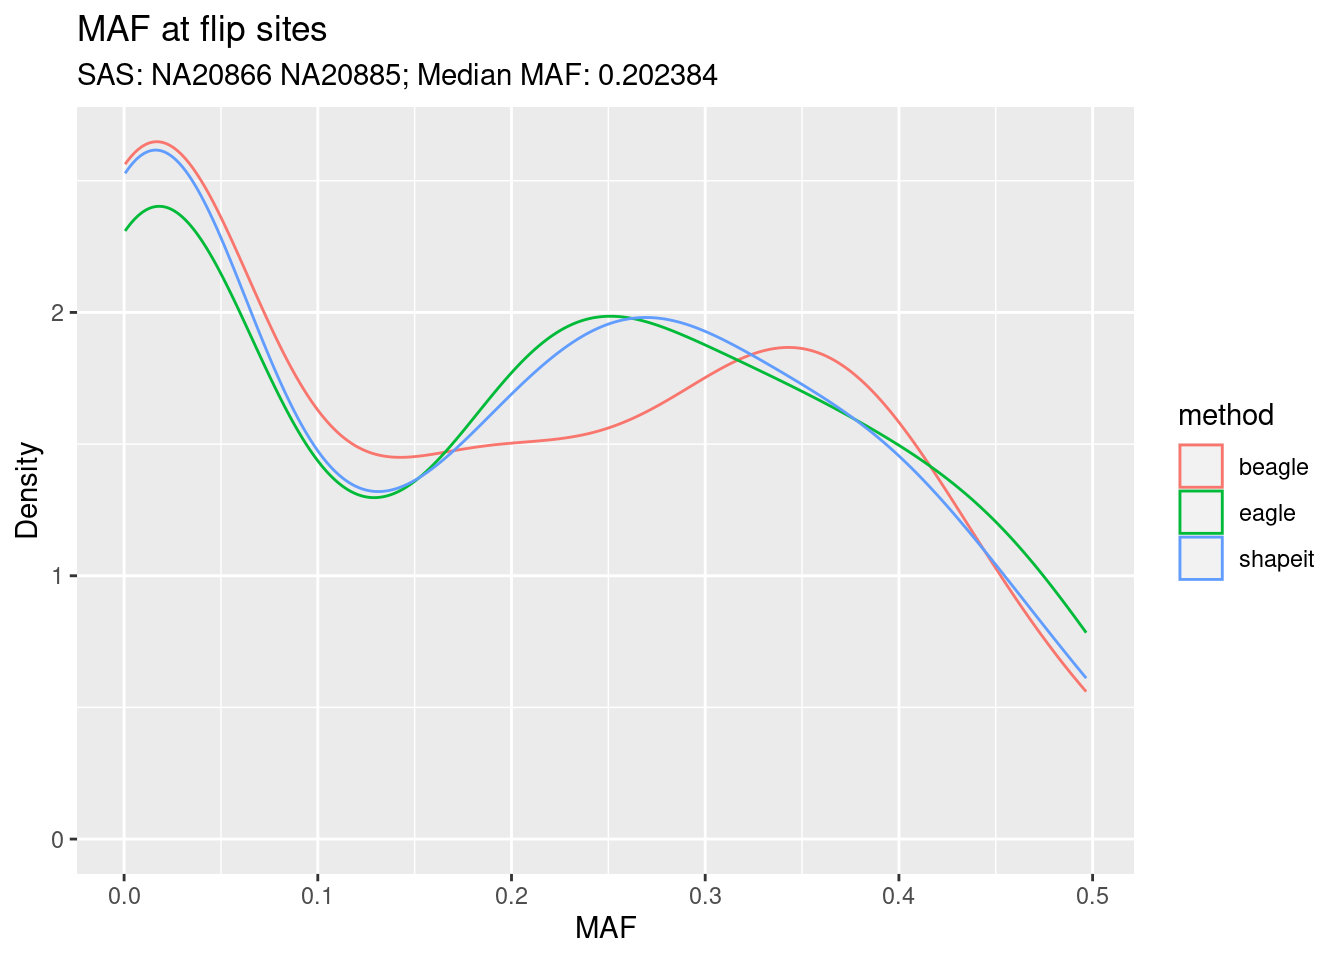 MAF at flip sites
SAS: NA20866 NA20885; Median MAF: 0.202384
Density
2
1
0
0.0 0.1 0.2 0.3 0.4 0.5
MAF
method
beagle
eagle
shapeit